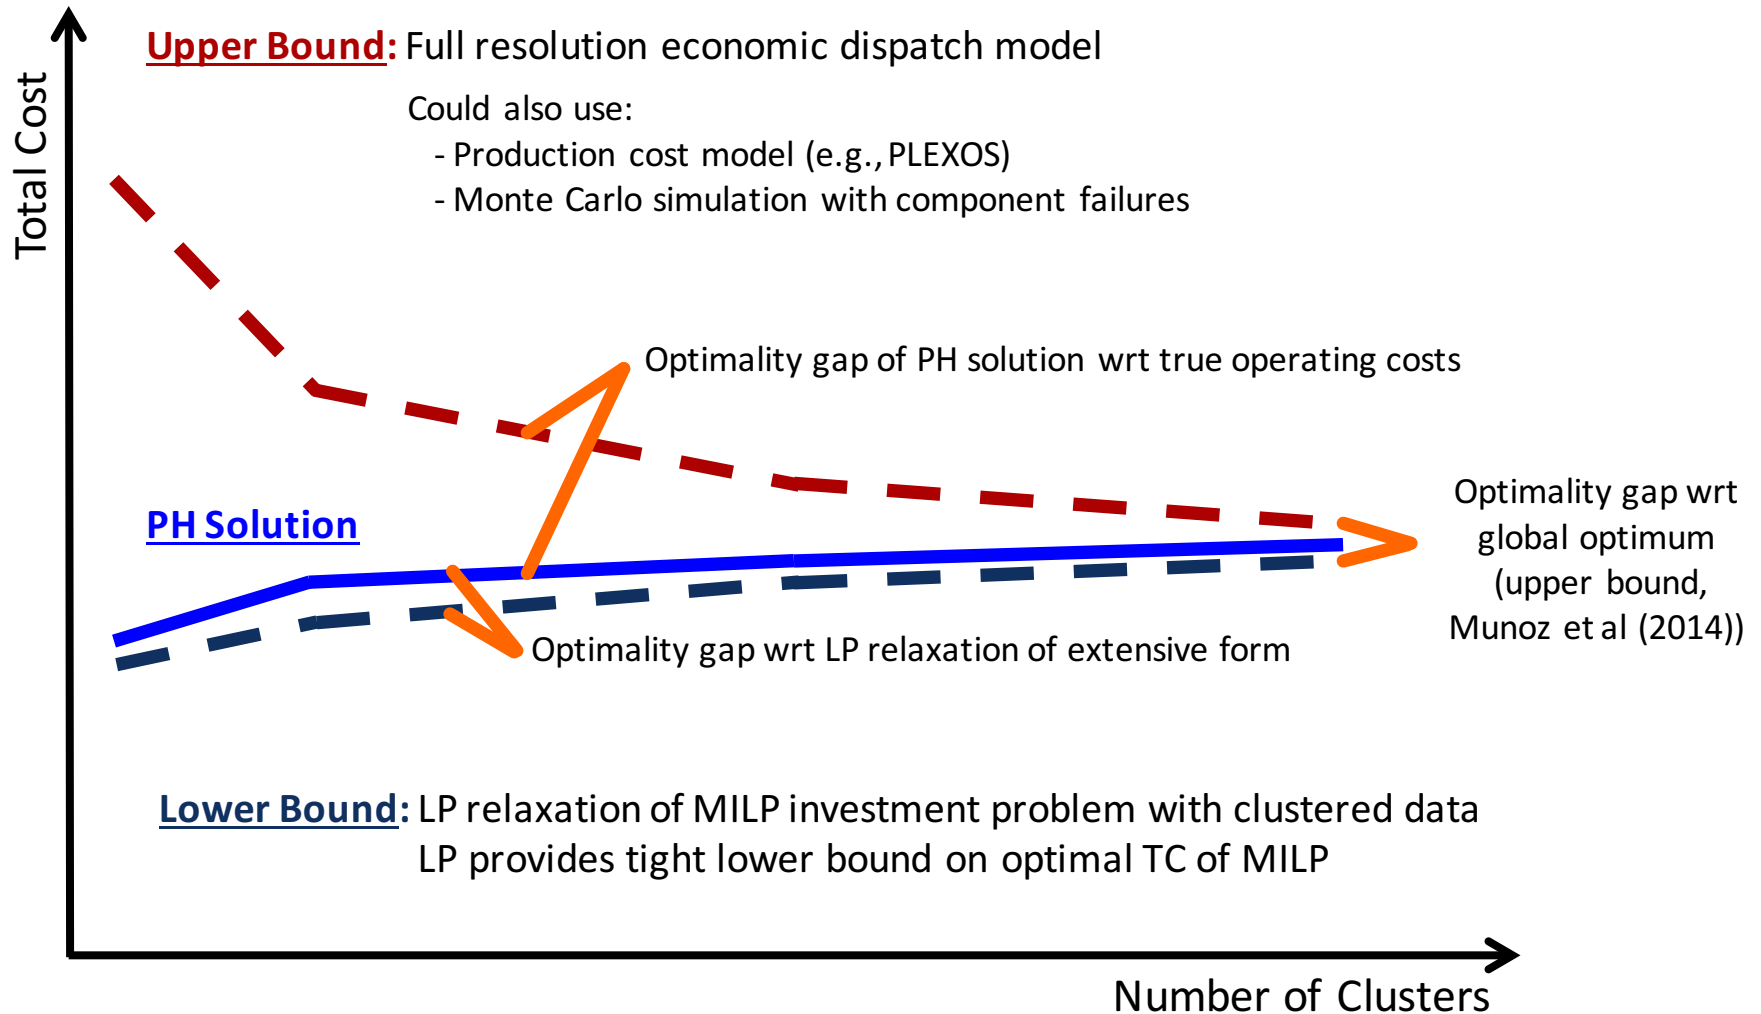 Total Cost
Upper Bound: Full resolution economic dispatch model
Could also use:
- Production cost model (e.g., PLEXOS)
- Monte Carlo simulation with component failures
Optimality gap of PH solution wrt true operating costs
PH Solution
Optimality gap wrt
global optimum
(upper bound,
Munoz et al (2014))
Optimality gap wrt LP relaxation of extensive form
Lower Bound: LP relaxation of MILP investment problem with clustered data
LP provides tight lower bound on optimal TC of MILP
Number of Clusters